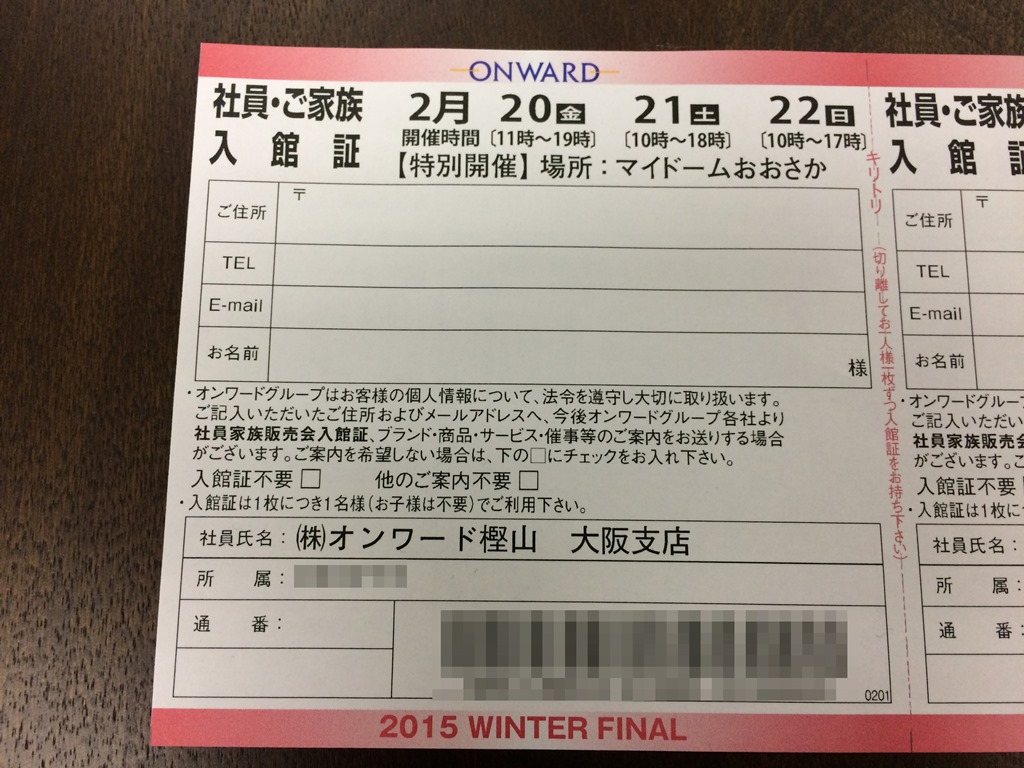 ONWARD
社員・ご家族
入館証
2月 20金 21土 22日
開催時間〔11時〜19時〕〔10時〜18時〕〔10時〜17時〕
【特別開催】場所：マイドームおおさか
ご住所 〒
TEL
E-mail
お名前 様
・オンワードグループはお客様の個人情報について、法令を遵守し大切に取り扱います。
ご記入いただいたご住所およびメールアドレスへ、今後オンワードグループ各社より
社員家族販売会入館証、ブランド・商品・サービス・催事等のご案内をお送りする場合
がございます。ご案内を希望しない場合は、下の□にチェックをお入れ下さい。
入館証不要□ 他のご案内不要□
・入館証は1枚につき1名様（お子様は不要）でご利用下さい。
社員氏名：㈱オンワード樫山 大阪支店
所属：
通番：
0201
2015 WINTER FINAL
キリトリ（切り離してお一人様一枚ずつ入館証をお持ち下さい）
社員・ご家族
入館証
ご住所 〒
TEL
E-mail
お名前
・オンワードグルー
ご記入いただいた
社員家族販売会入
がございます。
入館証不要
・入館証は1枚に
社員氏名：
所属：
通番：